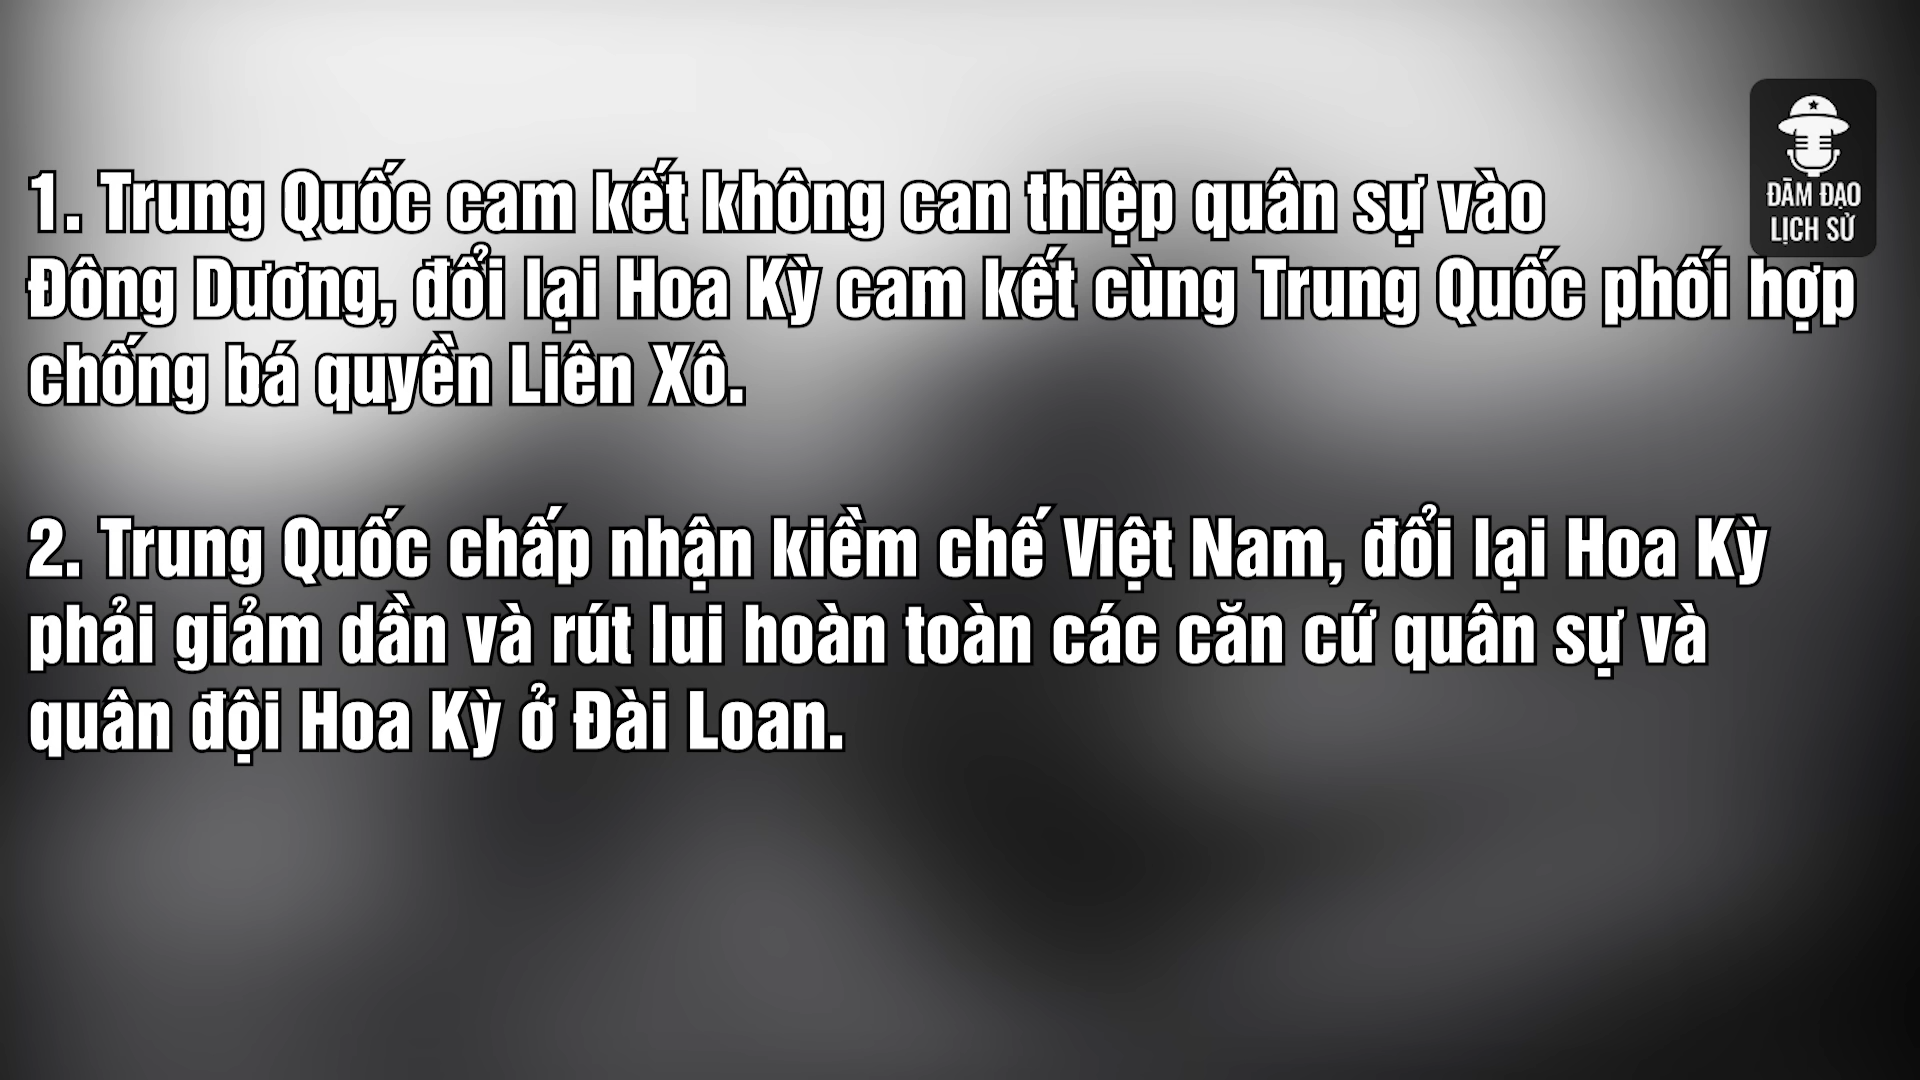 ĐÀM ĐẠO
LỊCH SỬ
1. Trung Quốc cam kết không can thiệp quân sự vào
Đông Dương, đổi lại Hoa Kỳ cam kết cùng Trung Quốc phối hợp
chống bá quyền Liên Xô.
2. Trung Quốc chấp nhận kiềm chế Việt Nam, đổi lại Hoa Kỳ
phải giảm dần và rút lui hoàn toàn các căn cứ quân sự và
quân đội Hoa Kỳ ở Đài Loan.